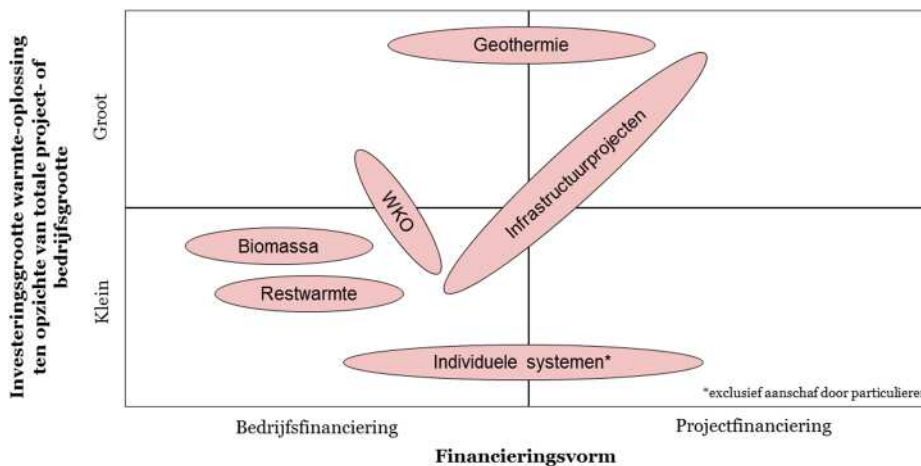 Investeringsgrootte warmte-oplossing
ten opzichte van totale project- of
bedrijfsgrootte
Groot
Klein
Geothermie
Infrastructuurprojecten
WKO
Biomassa
Restwarmte
Individuele systemen*
*exclusief aanschaf door particulieren
Bedrijfsfinanciering
Projectfinanciering
Financieringsvorm